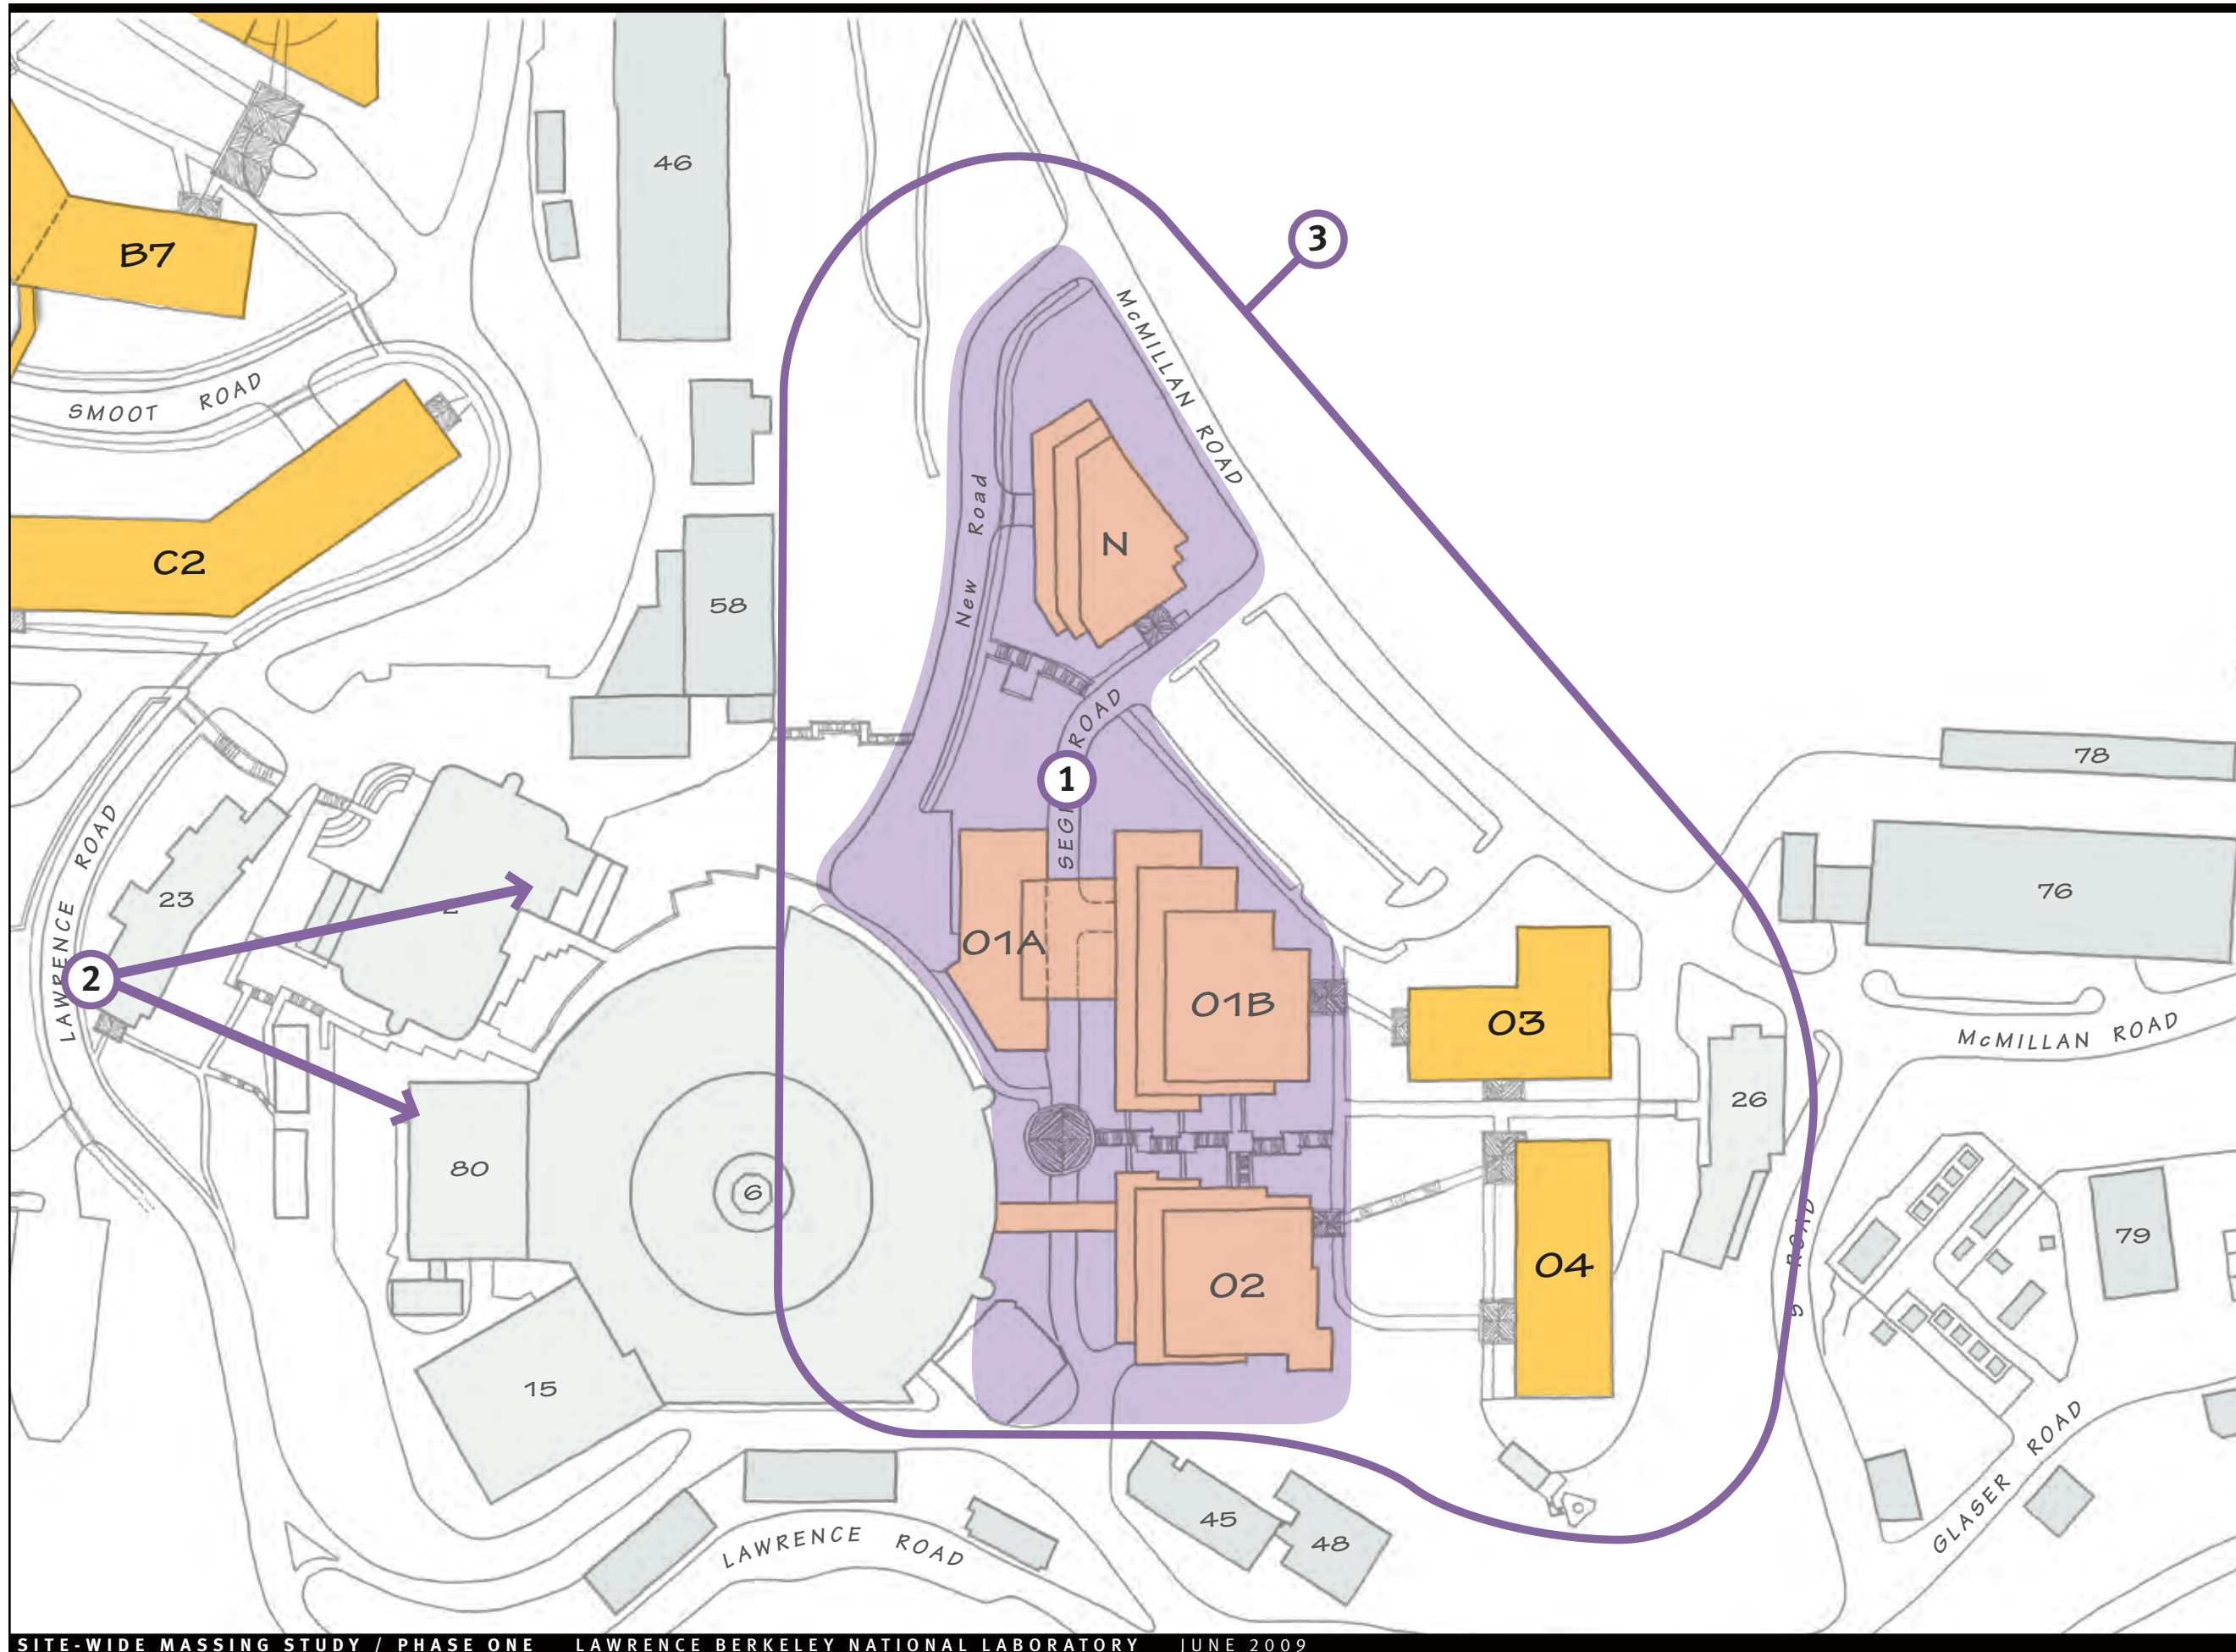 46
3
B7
McMILLAN ROAD
SMOOT ROAD
New Road
N
C2
58
ROAD
78
1
LAWRENCE ROAD
23
76
O1A
2
O1B
O3
McMILLAN ROAD
26
80
6
79
ROAD
O4
O2
15
GLASER ROAD
45
48
LAWRENCE ROAD
SITE-WIDE MASSING STUDY / PHASE ONE LAWRENCE BERKELEY NATIONAL LABORATORY JUNE 2009